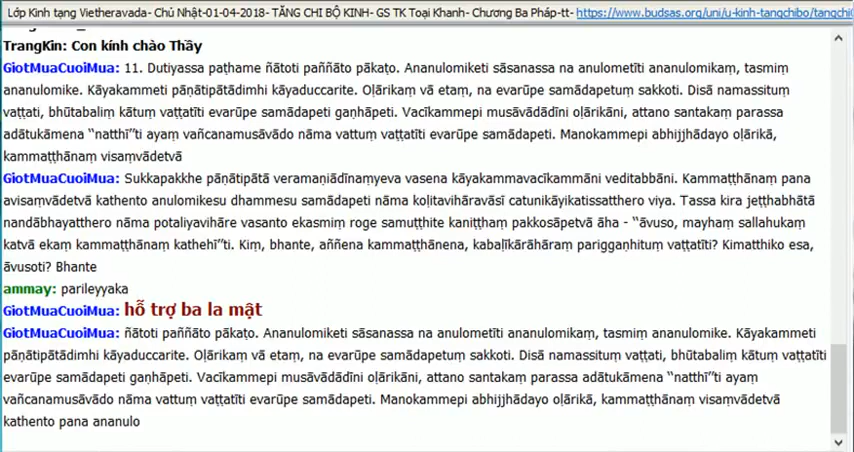 Lớp Kinh tạng Vietheravada- Chủ Nhật-01-04-2018- TĂNG CHI BỘ KINH- GS TK Toại Khanh- Chương Ba Pháp-tt- https://www.budsas.org/uni/u-kinh-tangchibo/tangchi
TrangKin: Con kính chào Thầy
GiotMuaCuoiMua: 11. Dutiyassa paṭhame ñātoti paññāto pākaṭo. Ananulomiketi sāsanassa na anulometīti ananulomikaṃ, tasmiṃ
ananulomike. Kāyakammeti pāṇātipātādimhi kāyaduccarite. Oḷārikaṃ vā etaṃ, na evarūpe samādapetuṃ sakkoti. Disā namassituṃ
vaṭṭati, bhūtabaliṃ kātuṃ vaṭṭatīti evarūpe samādapeti gaṇhāpeti. Vacīkammepi musāvādādīni oḷārikāni, attano santakaṃ parassa
adātukāmena “natthī”ti ayaṃ vañcanamusāvādo nāma vattuṃ vaṭṭatīti evarūpe samādapeti. Manokammepi abhijjhādayo oḷārikā,
kammaṭṭhānaṃ visaṃvādetvā
GiotMuaCuoiMua: Sukkapakkhe pāṇātipātā veramaṇiādīnaṃyeva vasena kāyakammavacīkammāni veditabbāni. Kammaṭṭhānaṃ pana
avisaṃvādetvā kathento anulomikesu dhammesu samādapeti nāma koḷitavihāravāsī catunikāyikatissatthero viya. Tassa kira jeṭṭhabhātā
nandābhayatthero nāma potaliyavihāre vasanto ekasmiṃ roge samuṭṭhite kaniṭṭhaṃ pakkosāpetvā āha - “āvuso, mayhaṃ sallahukaṃ
katvā ekaṃ kammaṭṭhānaṃ kathehī”ti. Kiṃ, bhante, aññena kammaṭṭhānena, kabaḷīkārāhāraṃ pariggaṇhituṃ vaṭṭatīti? Kimatthiko esa,
āvusoti? Bhante
ammay: parileyyaka
GiotMuaCuoiMua: hỗ trợ ba la mật
GiotMuaCuoiMua: ñātoti paññāto pākaṭo. Ananulomiketi sāsanassa na anulometīti ananulomikaṃ, tasmiṃ ananulomike. Kāyakammeti
pāṇātipātādimhi kāyaduccarite. Oḷārikaṃ vā etaṃ, na evarūpe samādapetuṃ sakkoti. Disā namassituṃ vaṭṭati, bhūtabaliṃ kātuṃ vaṭṭatīti
evarūpe samādapeti gaṇhāpeti. Vacīkammepi musāvādādīni oḷārikāni, attano santakaṃ parassa adātukāmena “natthī”ti ayaṃ
vañcanamusāvādo nāma vattuṃ vaṭṭatīti evarūpe samādapeti. Manokammepi abhijjhādayo oḷārikā, kammaṭṭhānaṃ visaṃvādetvā
kathento pana ananulo